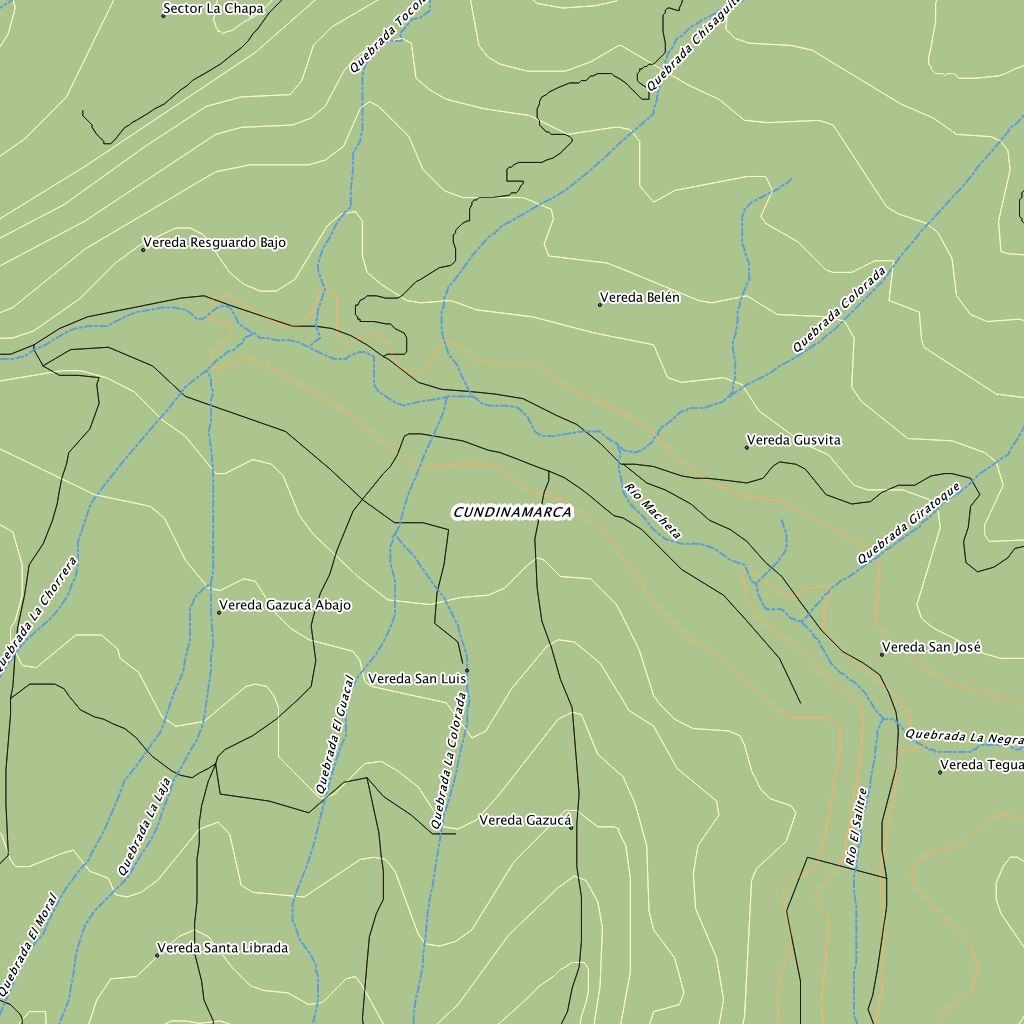 Sector La Chapa
Quebrada
Quebrada
Vereda Resguardo Bajo
Vereda Belén
Quebrada Colorada
Vereda Gusvita
CUNDINAMARCA
Río Macheta
Quebrada Giratoque
Quebrada La Chorrera
Vereda Gazucá Abajo
Vereda San José
Vereda San Luis
Quebrada El Guacal
Quebrada La Colorada
Quebrada La Negra
Vereda
Quebrada La Laja
Río El Salitre
Vereda Gazucá
Quebrada El Moral
Vereda Santa Librada